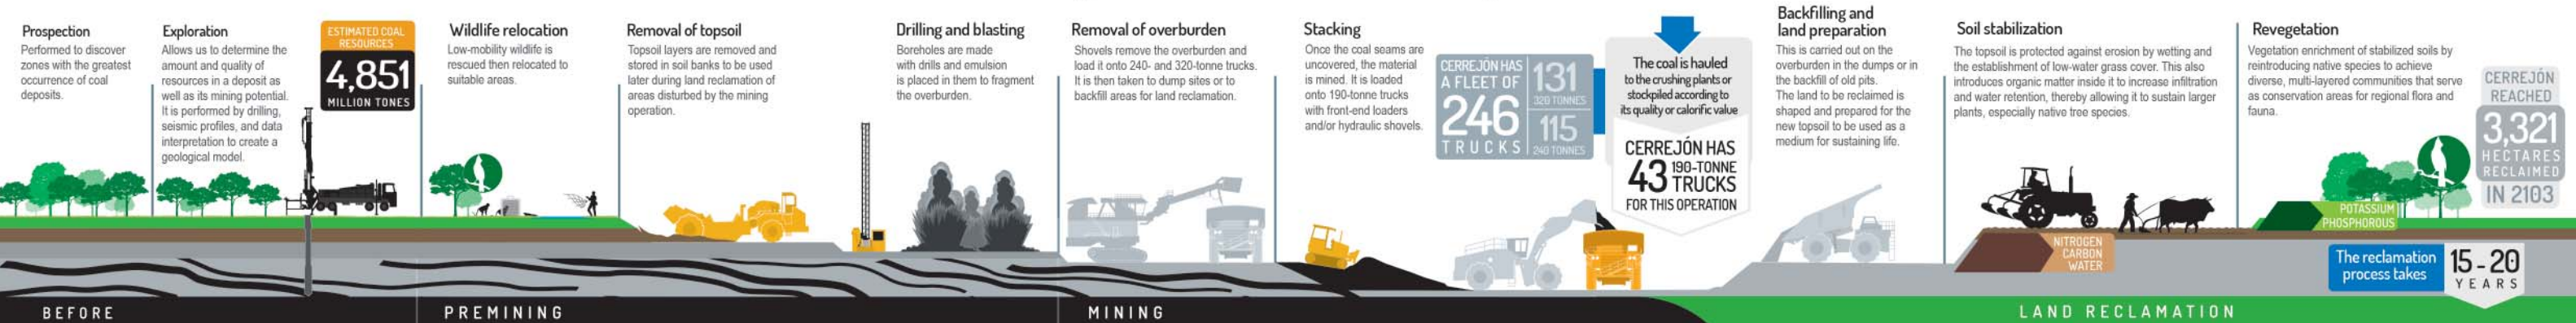 Prospection
Performed to discover
zones with the greatest
occurrence of coal
deposits.
Exploration
Allows us to determine the
amount and quality of
resources in a deposit as
well as its mining potential.
It is performed by drilling,
seismic profiles, and data
interpretation to create a
geological model.
ESTIMATED COAL
RESOURCES
4,851
MILLION TONES
Wildlife relocation
Low-mobility wildlife is
rescued then relocated to
suitable areas.
Removal of topsoil
Topsoil layers are removed and
stored in soil banks to be used
later during land reclamation of
areas disturbed by the mining
operation.
Drilling and blasting
Boreholes are made
with drills and emulsion
is placed in them to fragment
the overburden.
Removal of overburden
Shovels remove the overburden and
load it onto 240- and 320-tonne trucks.
It is then taken to dump sites or to
backfill areas for land reclamation.
Stacking
Once the coal seams are
uncovered, the material
is mined. It is loaded
onto 190-tonne trucks
with front-end loaders
and/or hydraulic shovels.
CERREJÓN HAS
A FLEET OF
246
TRUCKS
131
320 TONNES
115
240 TONNES
The coal is hauled
to the crushing plants or
stockpiled according to
its quality or calorific value
CERREJÓN HAS
43 190-TONNE
TRUCKS
FOR THIS OPERATION
Backfilling and
land preparation
This is carried out on the
overburden in the dumps or in
the backfill of old pits.
The land to be reclaimed is
shaped and prepared for the
new topsoil to be used as a
medium for sustaining life.
Soil stabilization
The topsoil is protected against erosion by wetting and
the establishment of low-water grass cover. This also
introduces organic matter inside it to increase infiltration
and water retention, thereby allowing it to sustain larger
plants, especially native tree species.
Revegetation
Vegetation enrichment of stabilized soils by
reintroducing native species to achieve
diverse, multi-layered communities that serve
as conservation areas for regional flora and
fauna.
CERREJÓN
REACHED
3,321
HECTARES
RECLAIMED
IN 2103
POTASSIUM
PHOSPHOROUS
NITROGEN
CARBON
WATER
The reclamation
process takes
15 - 20
YEARS
BEFORE
PREMINING
MINING
LAND RECLAMATION